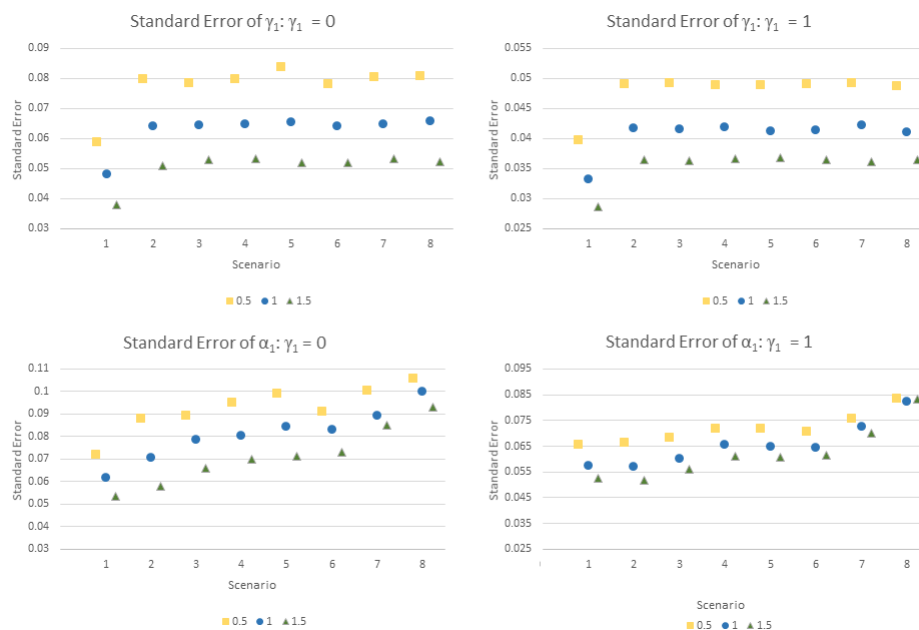 Standard Error of γ₁: γ₁ = 0
0.09
0.08
0.07
0.06
0.05
0.04
0.03
Standard Error
1 2 3 4 5 6 7 8
Scenario
0.5 1 1.5
Standard Error of γ₁: γ₁ = 1
0.055
0.05
0.045
0.04
0.035
0.03
0.025
Standard Error
1 2 3 4 5 6 7 8
Scenario
0.5 1 1.5
Standard Error of α₁: γ₁ = 0
0.11
0.1
0.09
0.08
0.07
0.06
0.05
0.04
0.03
Standard Error
1 2 3 4 5 6 7 8
Scenario
0.5 1 1.5
Standard Error of α₁: γ₁ = 1
0.095
0.085
0.075
0.065
0.055
0.045
0.035
0.025
Standard Error
1 2 3 4 5 6 7 8
Scenario
0.5 1 1.5